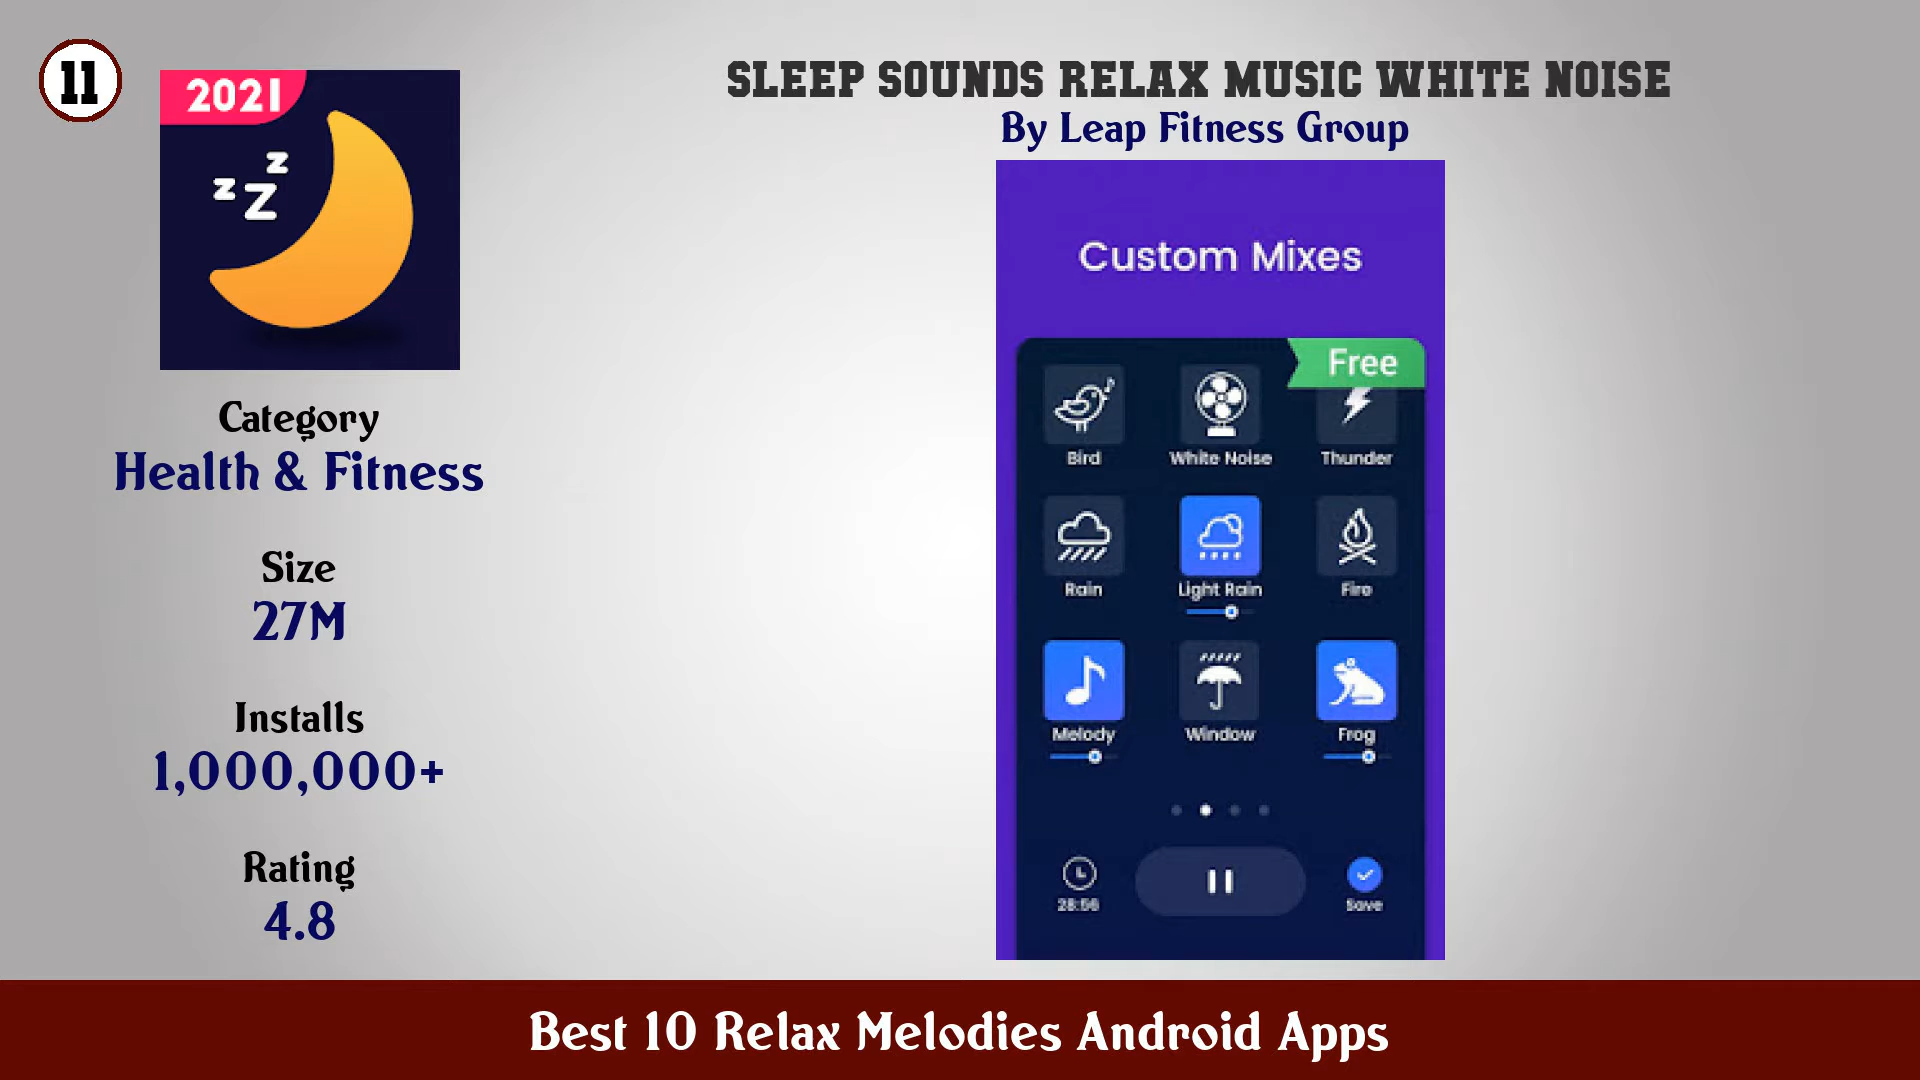 11
2021
z z z
SLEEP SOUNDS RELAX MUSIC WHITE NOISE
By Leap Fitness Group
Category
Health & Fitness
Size
27M
Installs
1,000,000+
Rating
4.8
Custom Mixes
Free
Bird White Noise Thunder
Rain Light Rain Fire
Melody Window Frog
28:56 Save
Best 10 Relax Melodies Android Apps